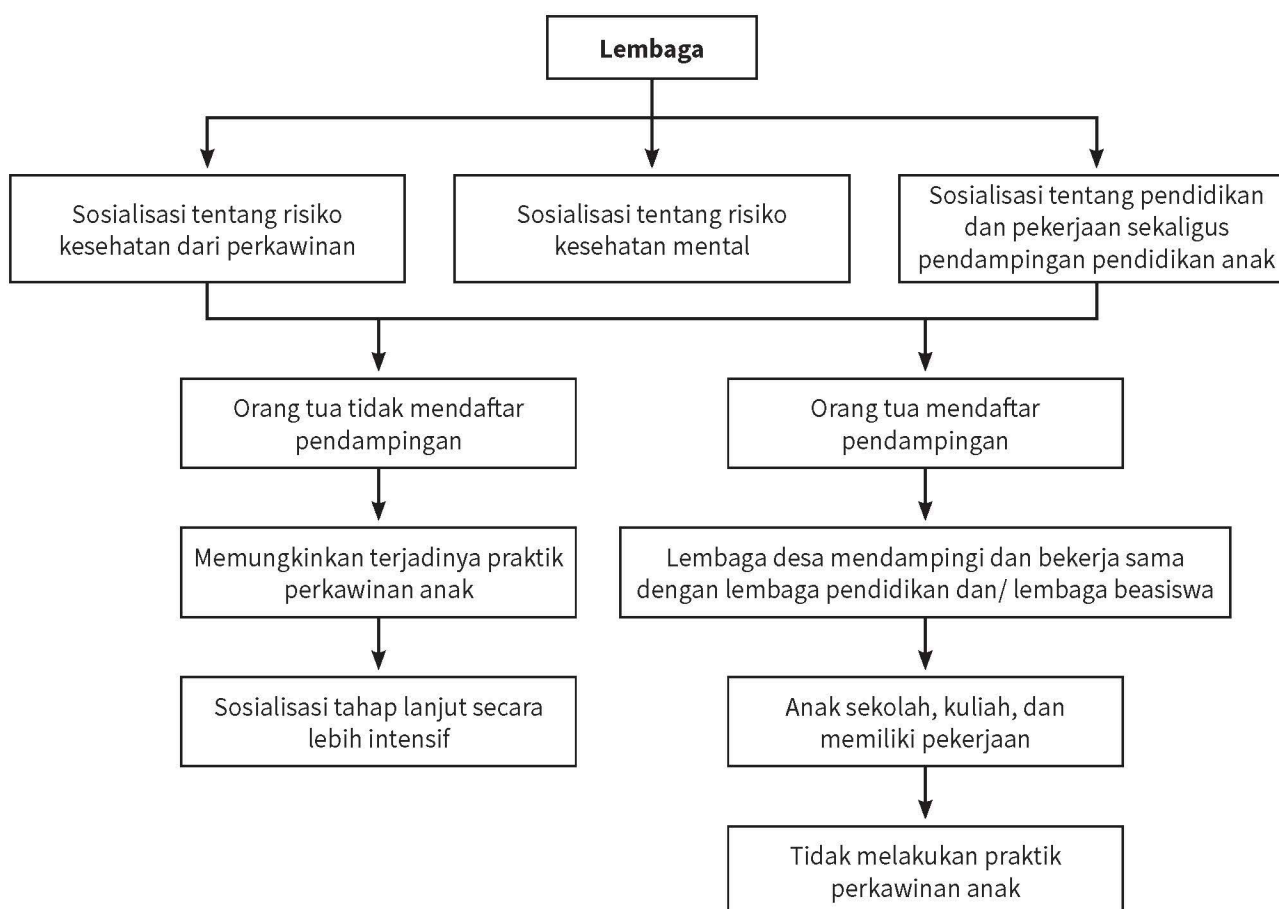 Lembaga
Sosialisasi tentang risiko
kesehatan dari perkawinan
Sosialisasi tentang risiko
kesehatan mental
Sosialisasi tentang pendidikan
dan pekerjaan sekaligus
pendampingan pendidikan anak
Orang tua tidak mendaftar
pendampingan
Orang tua mendaftar
pendampingan
Memungkinkan terjadinya praktik
perkawinan anak
Lembaga desa mendampingi dan bekerja sama
dengan lembaga pendidikan dan/ lembaga beasiswa
Sosialisasi tahap lanjut secara
lebih intensif
Anak sekolah, kuliah, dan
memiliki pekerjaan
Tidak melakukan praktik
perkawinan anak